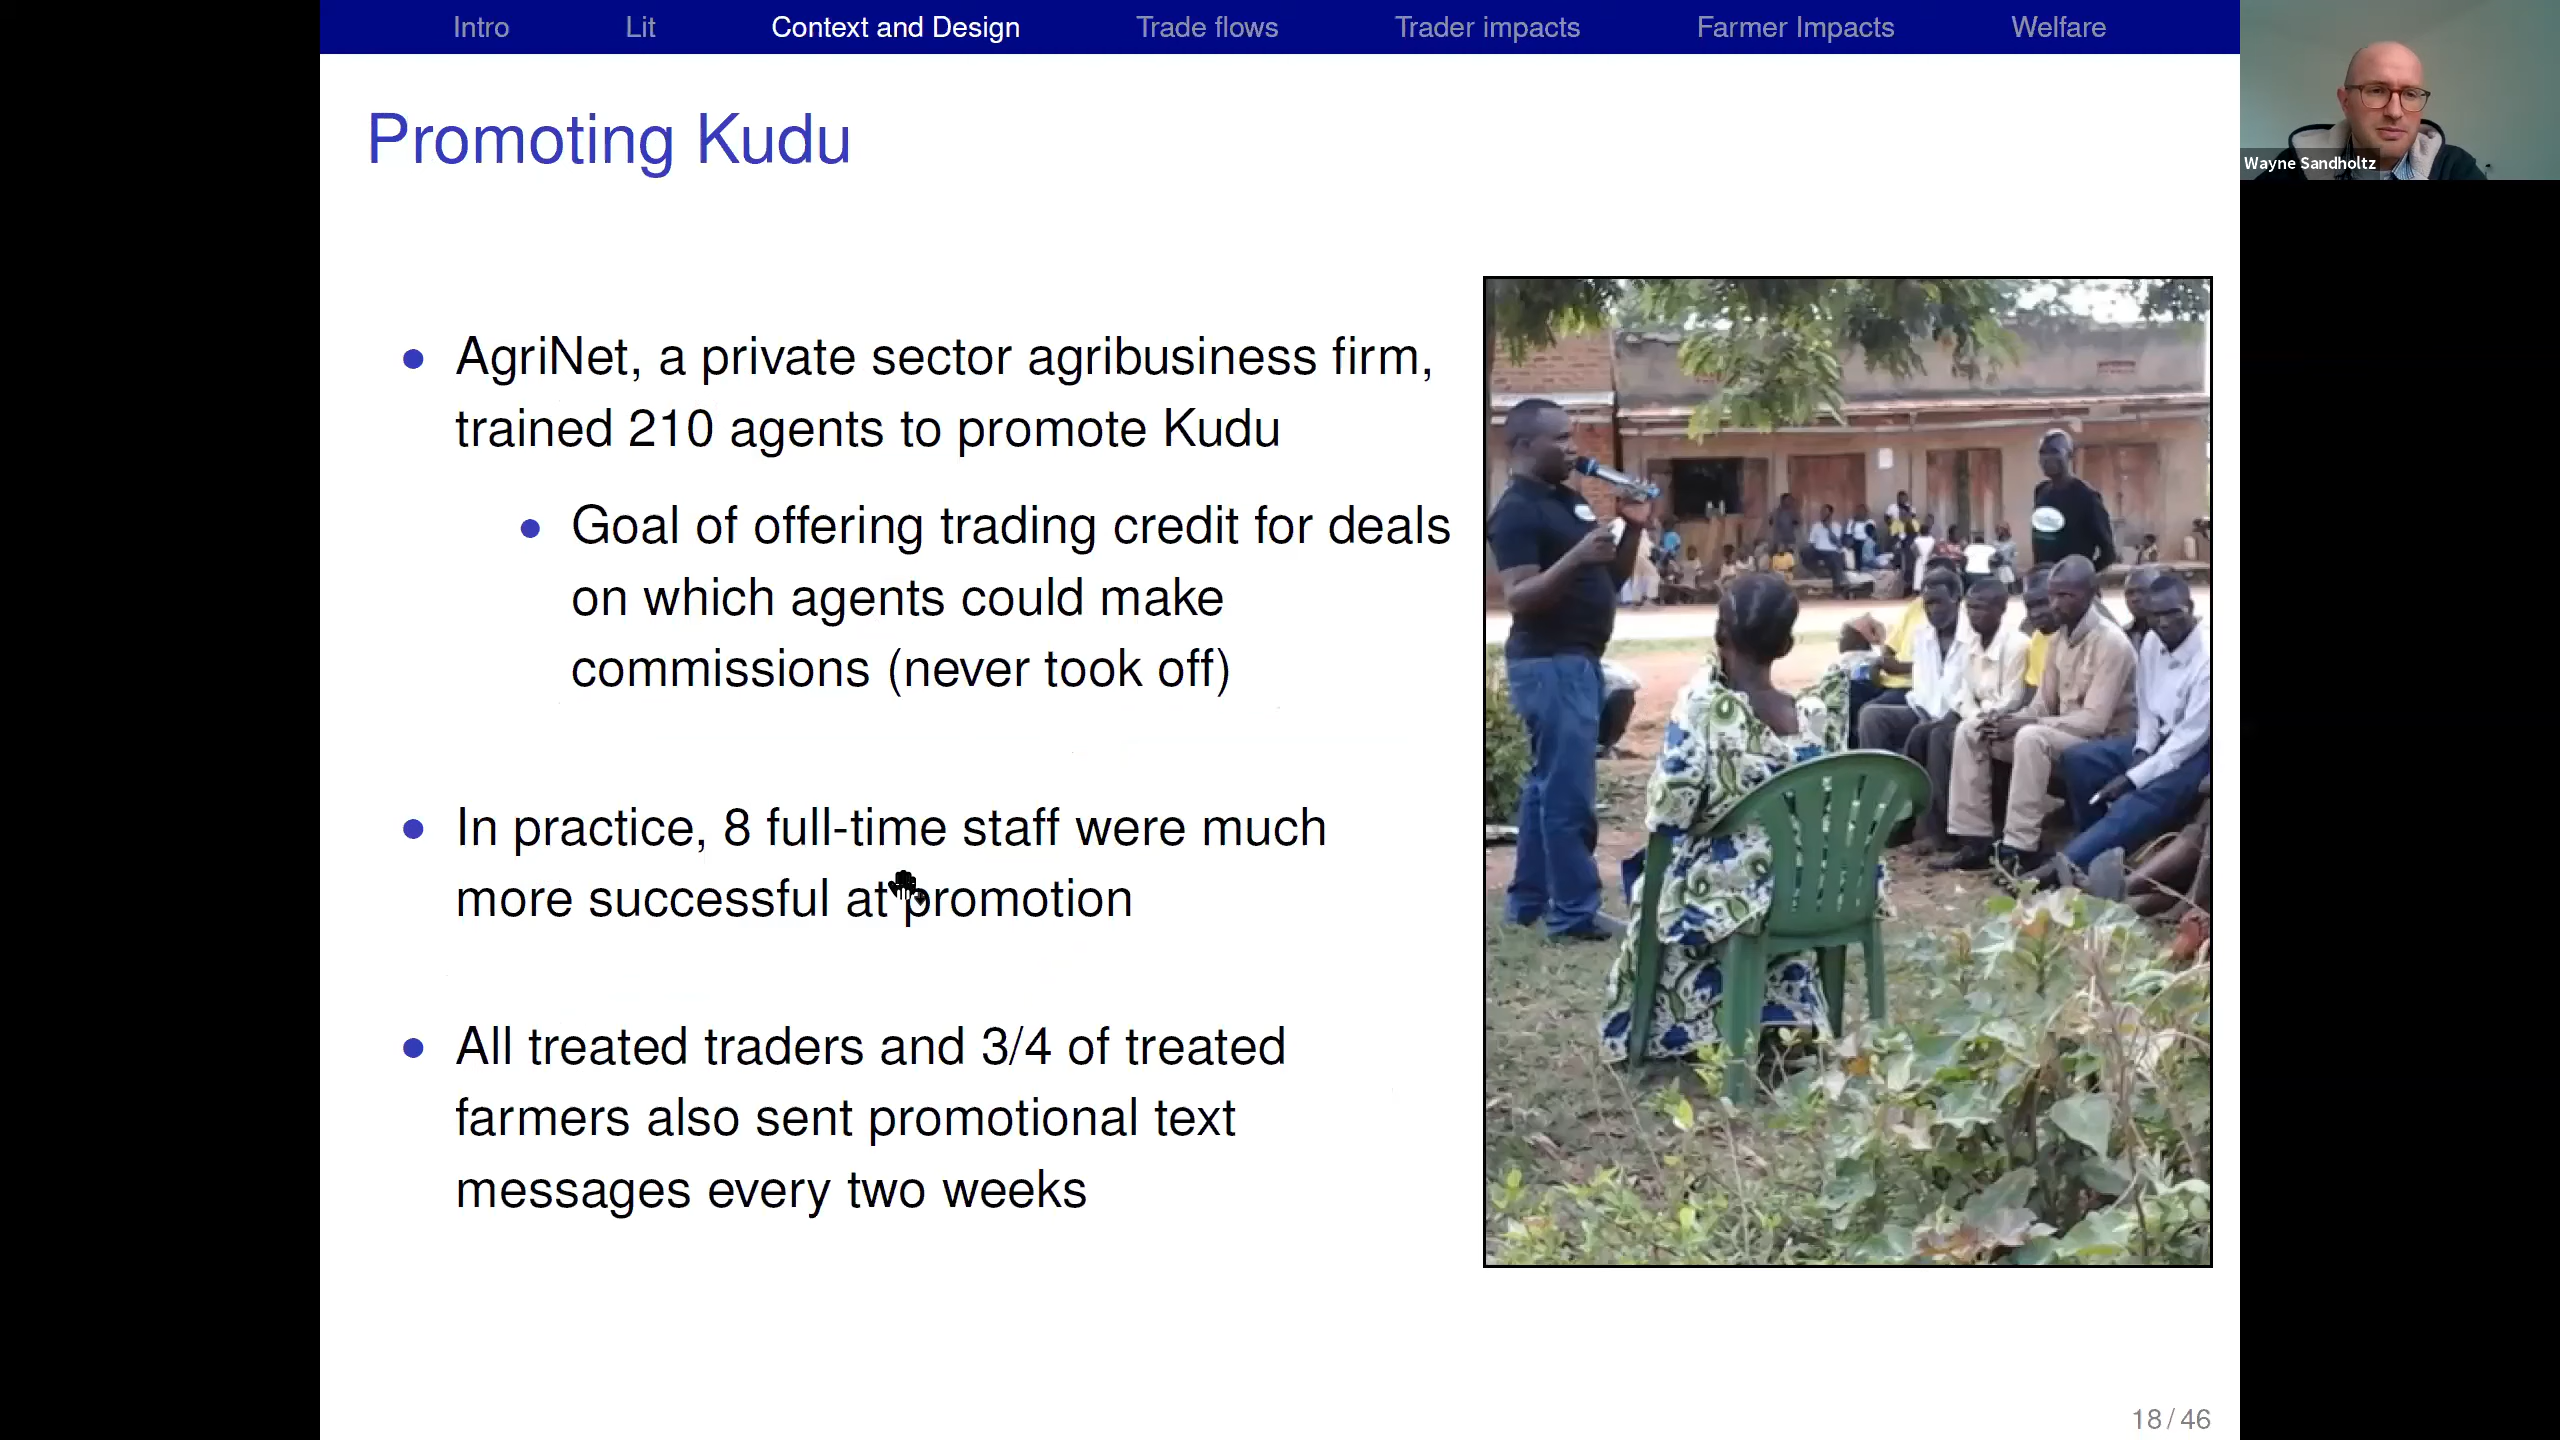 Intro Lit Context and Design Trade flows Trader impacts Farmer Impacts Welfare
Wayne Sandholtz
Promoting Kudu
AgriNet, a private sector agribusiness firm,
trained 210 agents to promote Kudu
Goal of offering trading credit for deals
on which agents could make
commissions (never took off)
In practice, 8 full-time staff were much
more successful at promotion
All treated traders and 3/4 of treated
farmers also sent promotional text
messages every two weeks
18 / 46